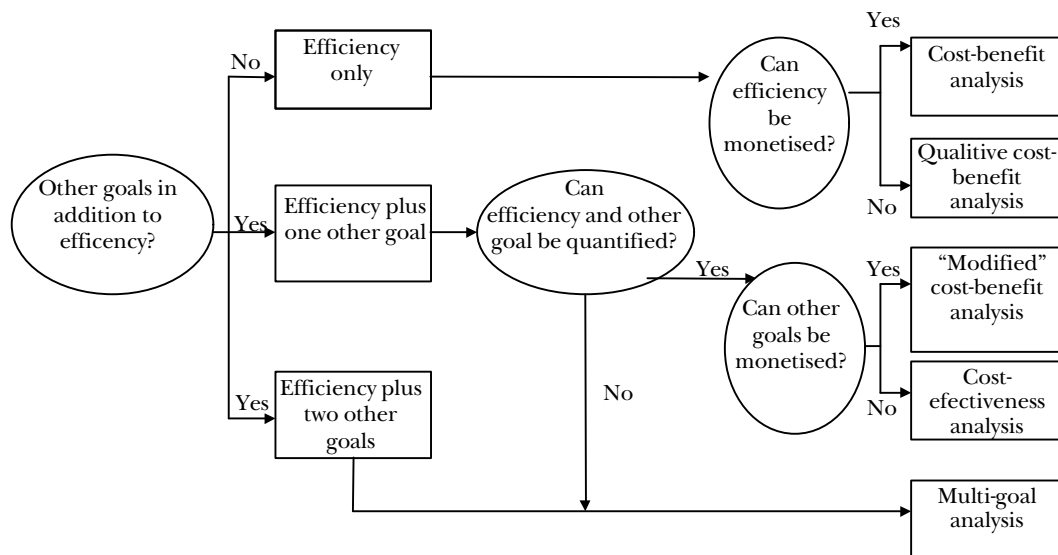 Other goals in
addition to
efficency?
No
Yes
Yes
Efficiency
only
Efficiency plus
one other goal
Efficiency plus
two other
goals
Can
efficiency and other
goal be quantified?
Yes
No
Can
efficiency
be
monetised?
Can other
goals be
monetised?
Yes
No
Yes
No
Cost-benefit
analysis
Qualitive cost-
benefit
analysis
“Modified”
cost-benefit
analysis
Cost-
efectiveness
analysis
Multi-goal
analysis